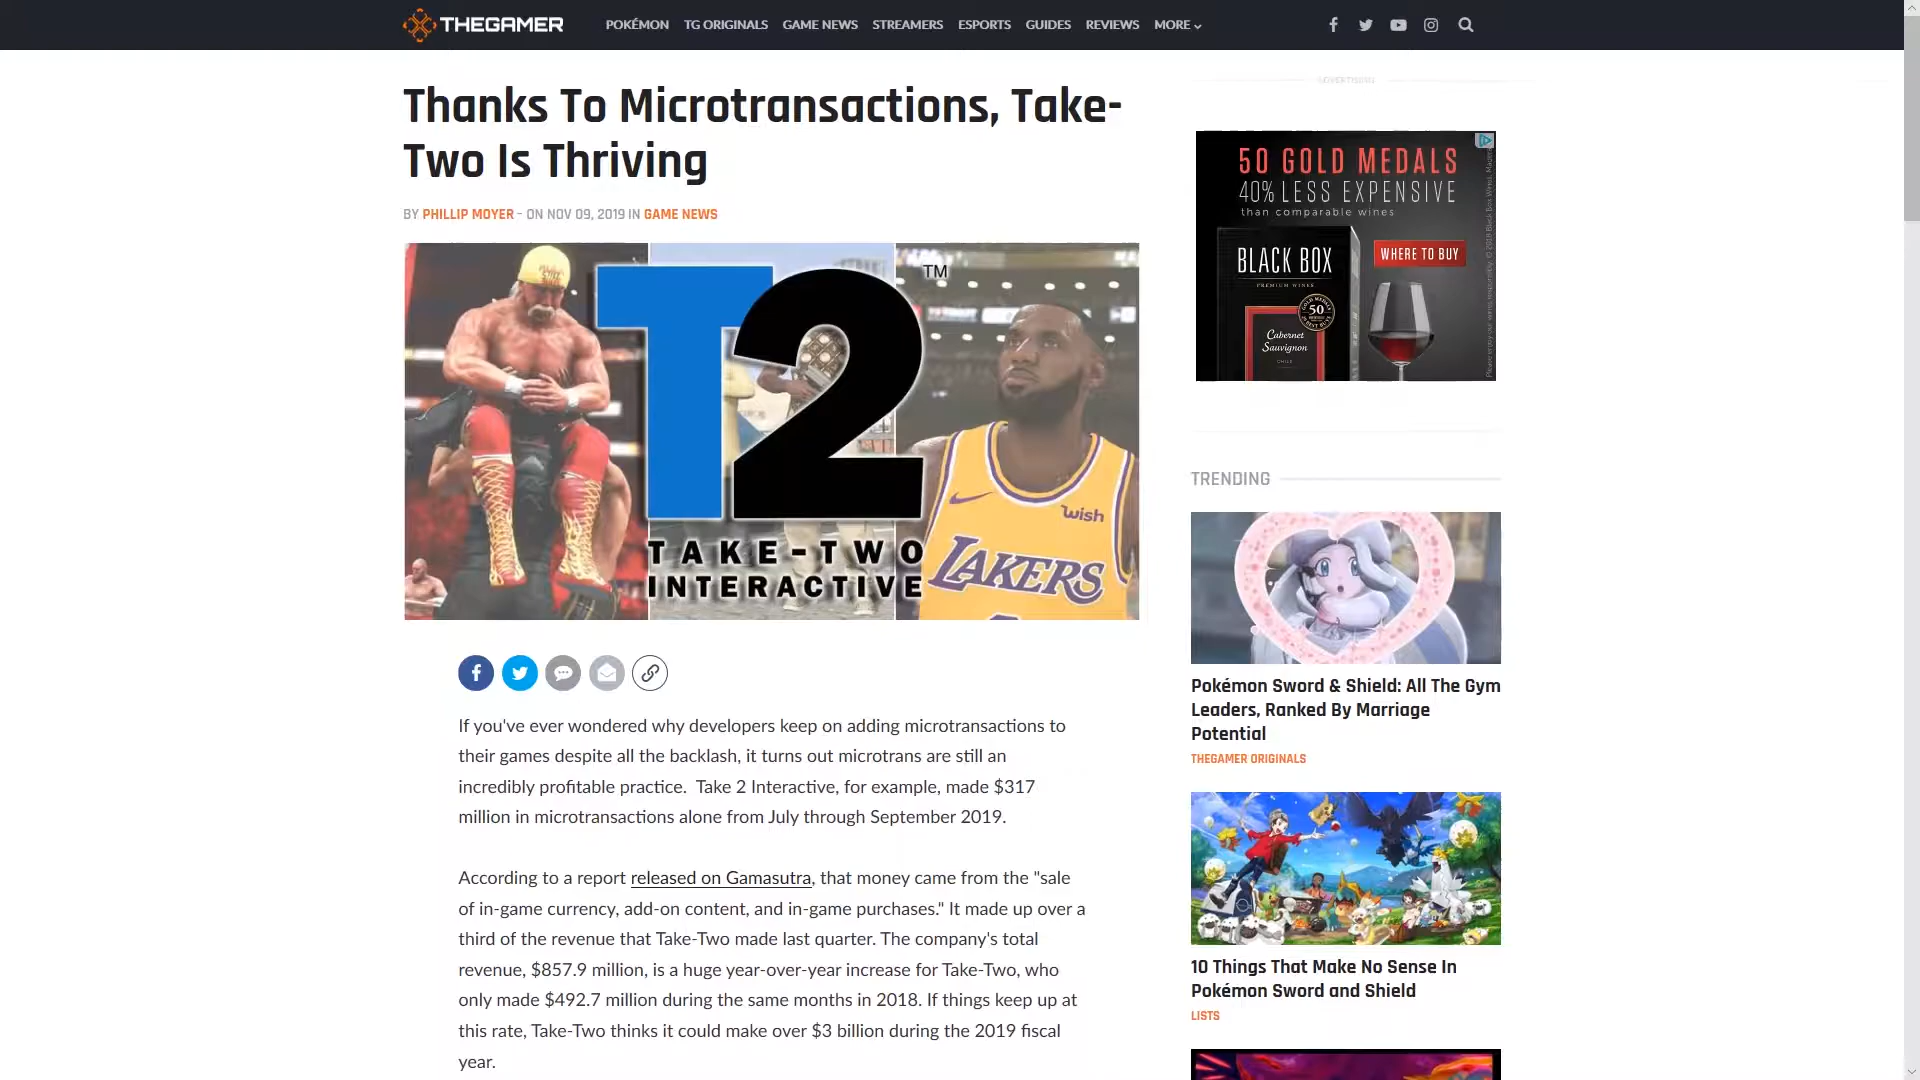 THEGAMER
POKÉMON TG ORIGINALS GAME NEWS STREAMERS ESPORTS GUIDES REVIEWS MORE
Thanks To Microtransactions, Take-
Two Is Thriving
BY PHILLIP MOYER - ON NOV 09, 2019 IN GAME NEWS
T2
TM
TAKE-TWO
INTERACTIVE
wish
LAKERS
If you've ever wondered why developers keep on adding microtransactions to
their games despite all the backlash, it turns out microtrans are still an
incredibly profitable practice.  Take 2 Interactive, for example, made $317
million in microtransactions alone from July through September 2019.
According to a report released on Gamasutra, that money came from the "sale
of in-game currency, add-on content, and in-game purchases." It made up over a
third of the revenue that Take-Two made last quarter. The company's total
revenue, $857.9 million, is a huge year-over-year increase for Take-Two, who
only made $492.7 million during the same months in 2018. If things keep up at
this rate, Take-Two thinks it could make over $3 billion during the 2019 fiscal
year.
50 GOLD MEDALS
40% LESS EXPENSIVE
than comparable wines
BLACK BOX
PREMIUM WINES
WHERE TO BUY
50
Cabernet
Sauvignon
CHILE
TRENDING
Pokémon Sword & Shield: All The Gym
Leaders, Ranked By Marriage
Potential
THEGAMER ORIGINALS
10 Things That Make No Sense In
Pokémon Sword and Shield
LISTS